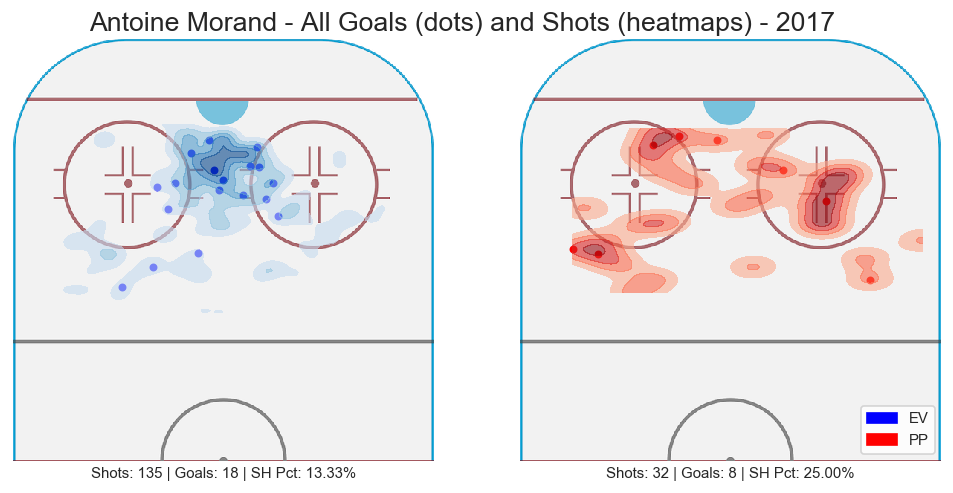 Antoine Morand - All Goals (dots) and Shots (heatmaps) - 2017
EV
PP
Shots: 135 | Goals: 18 | SH Pct: 13.33%
Shots: 32 | Goals: 8 | SH Pct: 25.00%